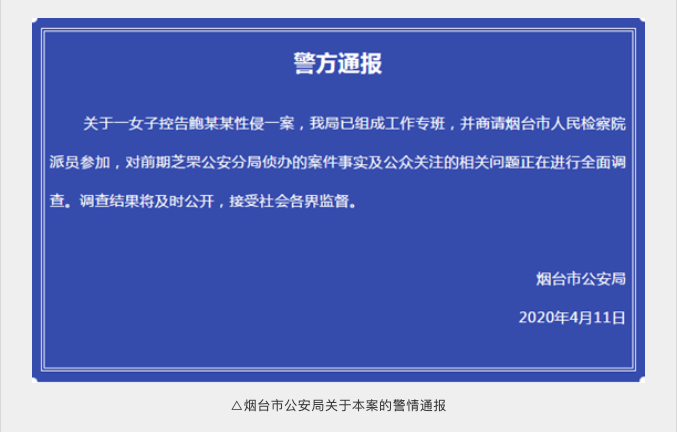 警方通报
关于一女子控告鲍某某性侵一案，我局已组成工作专班，并商请烟台市人民检察院
派员参加，对前期芝罘公安分局侦办的案件事实及公众关注的相关问题正在进行全面调
查。调查结果将及时公开，接受社会各界监督。
烟台市公安局
2020年4月11日
△烟台市公安局关于本案的警情通报